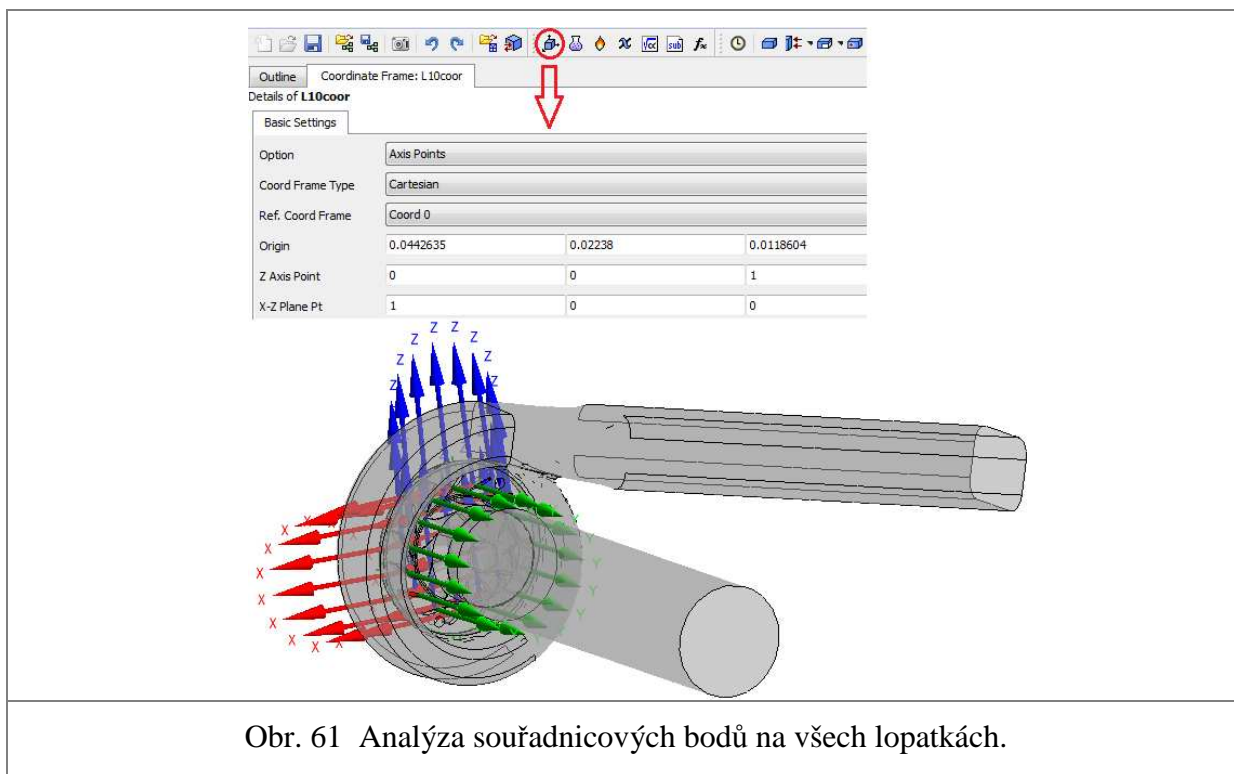 Outline Coordinate Frame: L10coor
Details of L10coor
Basic Settings
Option Axis Points
Coord Frame Type Cartesian
Ref. Coord Frame Coord 0
Origin 0.0442635 0.02238 0.0118604
Z Axis Point 0 0 1
X-Z Plane Pt 1 0 0
Z Z
Z Z
Z Z
Z Z
X
X
X
X
X
X X X
Y
Y
Y
Y
Obr. 61 Analýza souřadnicových bodů na všech lopatkách.